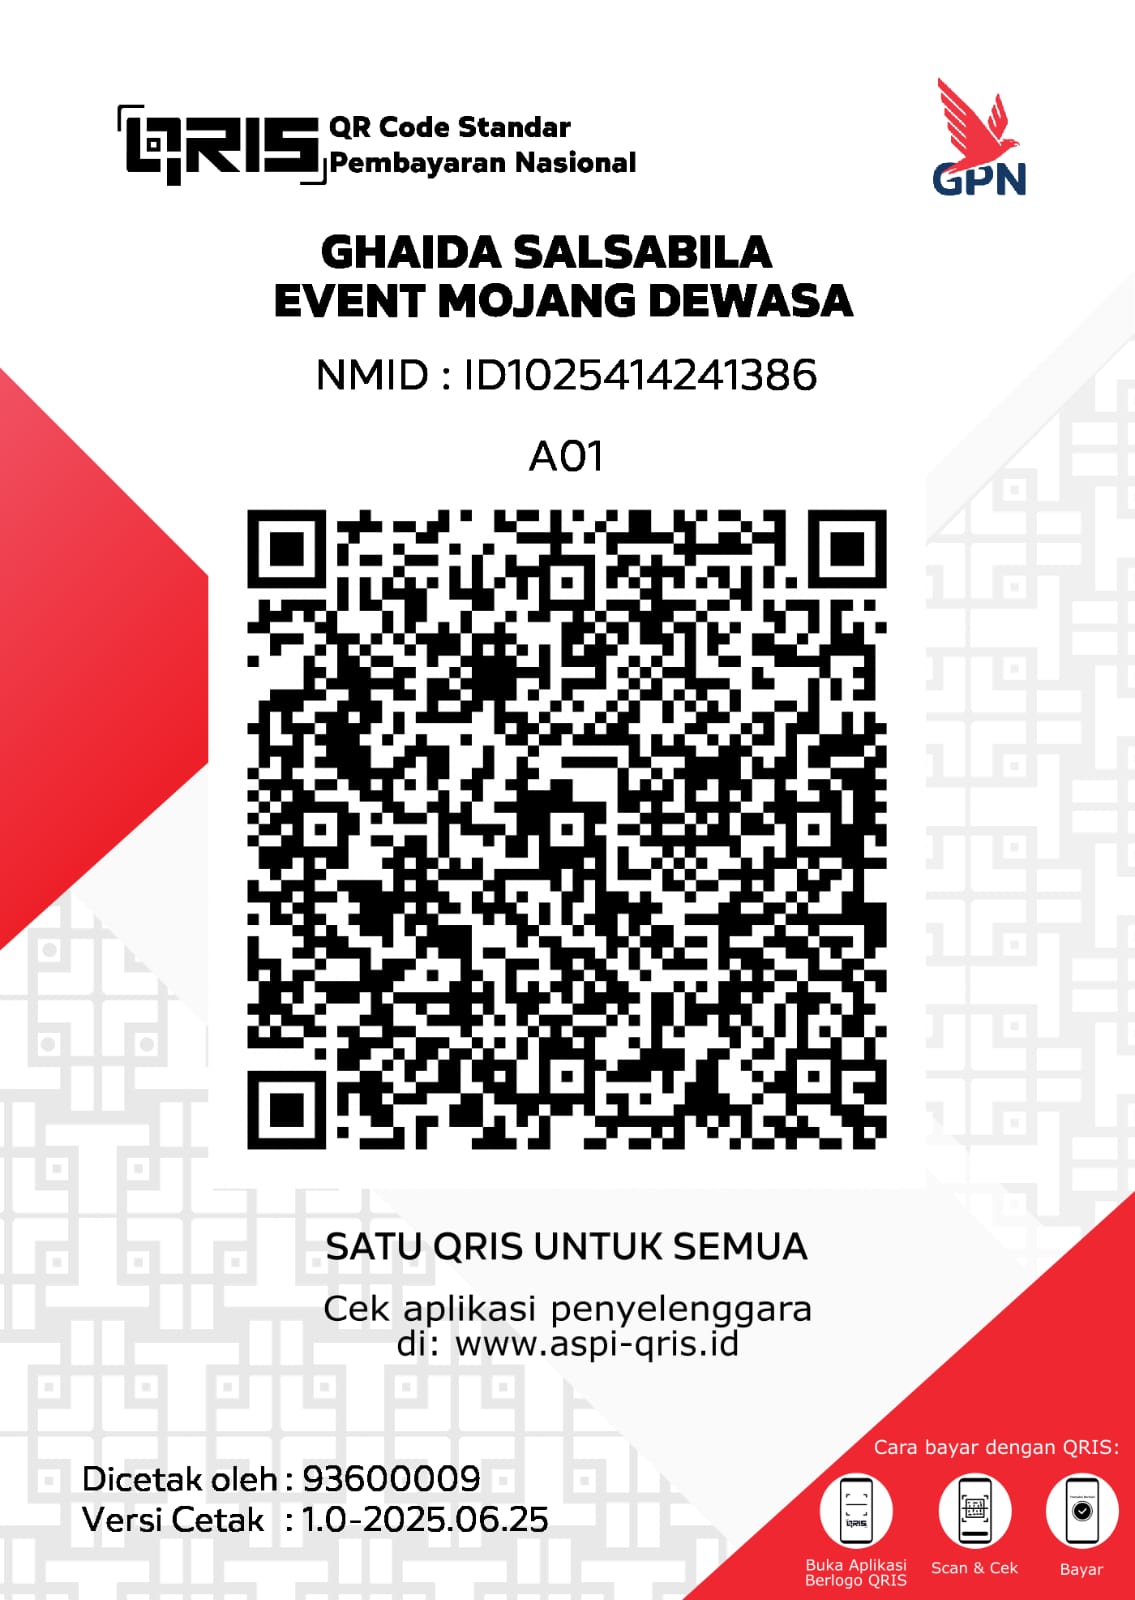 QRIS
QR Code Standar
Pembayaran Nasional
GPN
GHAIDA SALSABILA
EVENT MOJANG DEWASA
NMID : ID1025414241386
A01
SATU QRIS UNTUK SEMUA
Cek aplikasi penyelenggara
di: www.aspi-qris.id
Dicetak oleh : 93600009
Versi Cetak : 1.0-2025.06.25
Cara bayar dengan QRIS:
QRIS
Buka Aplikasi
Berlogo QRIS
Scan & Cek
Bayar